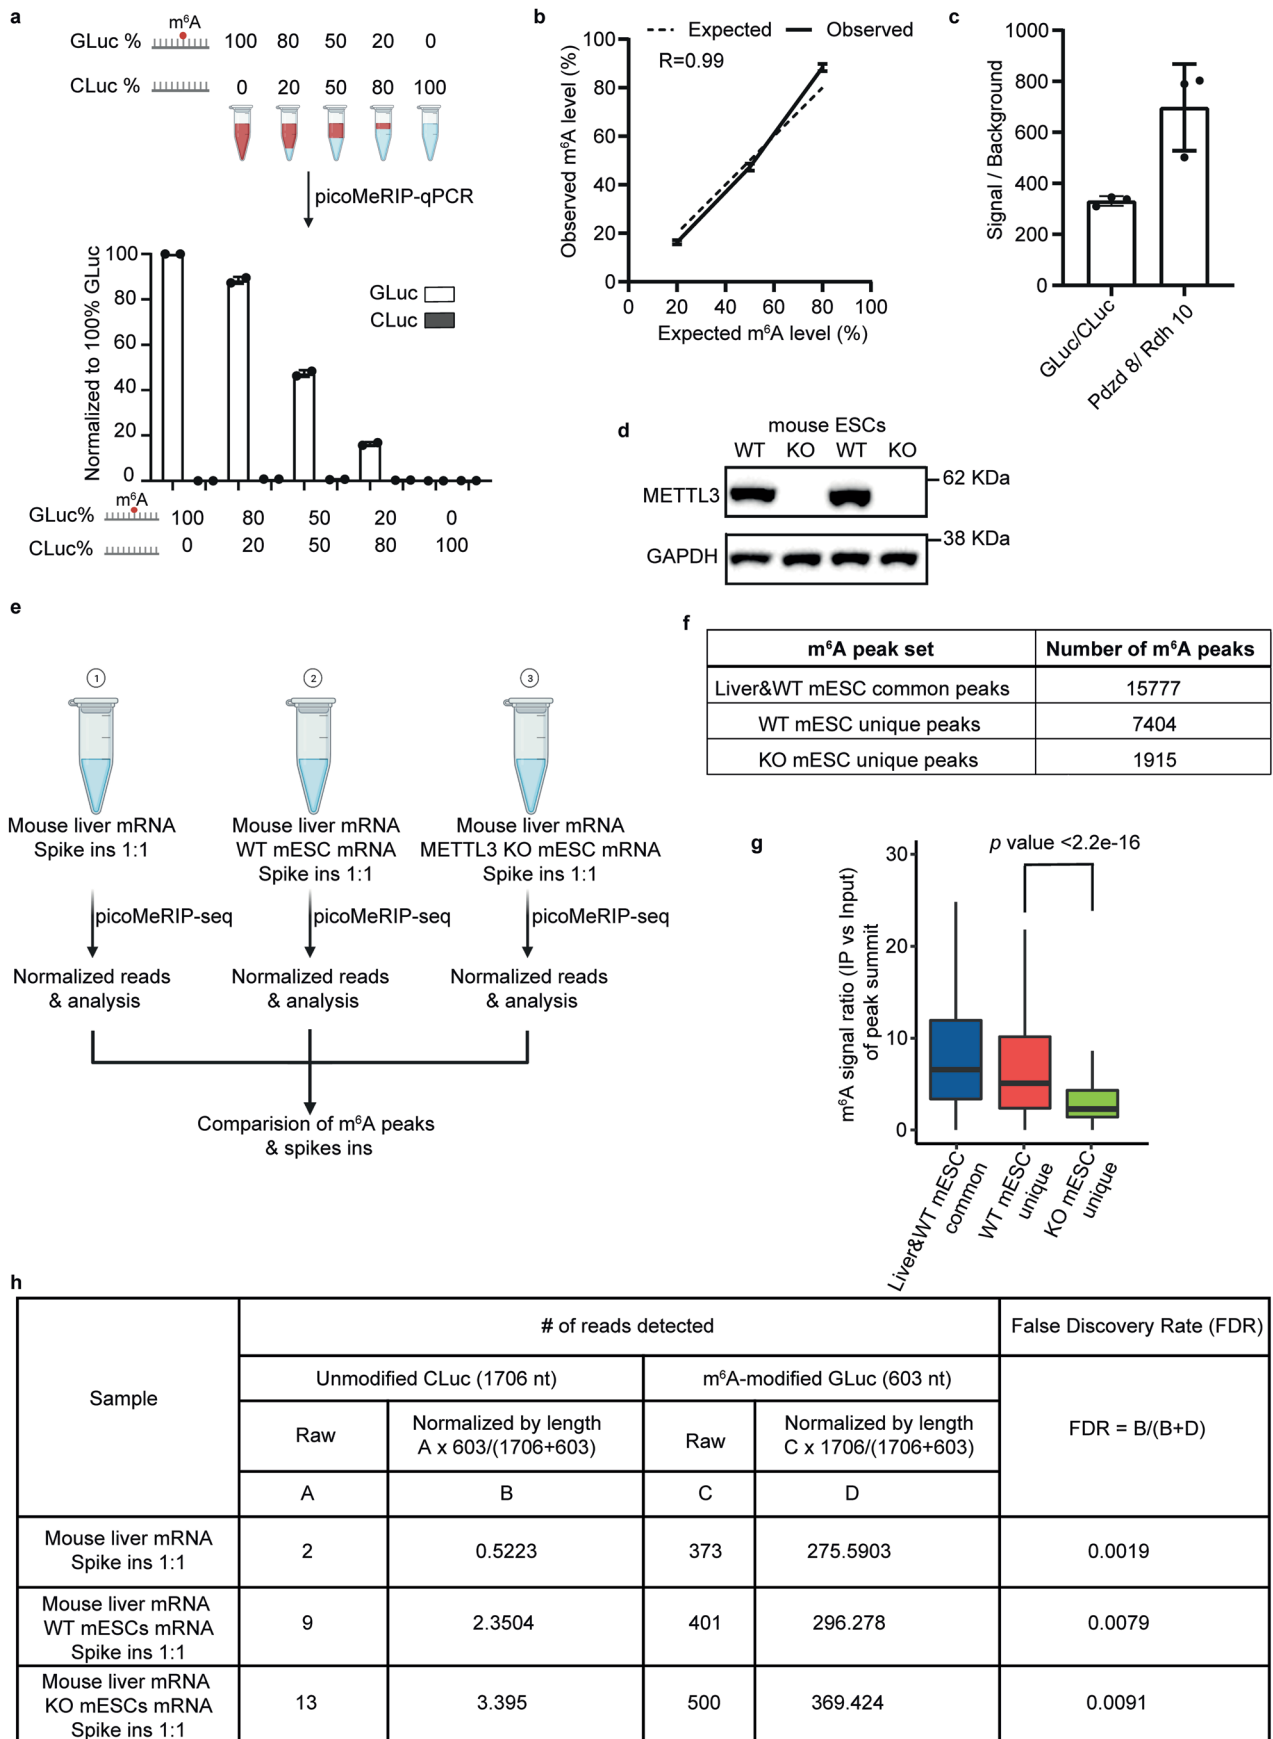 a
m⁶A
GLuc % 100 80 50 20 0
CLuc % 0 20 50 80 100
picoMeRIP-qPCR
Normalized to 100% GLuc
100
80
60
40
20
0
GLuc
CLuc
m⁶A
GLuc% 100 80 50 20 0
CLuc% 0 20 50 80 100
b
Expected Observed
R=0.99
Observed m⁶A level (%)
100
80
60
40
20
0
0 20 40 60 80 100
Expected m⁶A level (%)
c
Signal / Background
1000
800
600
400
200
0
GLuc/CLuc
Pdzd 8/ Rdh 10
d
mouse ESCs
WT KO WT KO
METTL3
62 KDa
GAPDH
38 KDa
e
1 2 3
Mouse liver mRNA
Spike ins 1:1
Mouse liver mRNA
WT mESC mRNA
Spike ins 1:1
Mouse liver mRNA
METTL3 KO mESC mRNA
Spike ins 1:1
picoMeRIP-seq picoMeRIP-seq picoMeRIP-seq
Normalized reads
& analysis
Normalized reads
& analysis
Normalized reads
& analysis
Comparision of m⁶A peaks
& spikes ins
f
m⁶A peak set Number of m⁶A peaks
Liver&WT mESC common peaks 15777
WT mESC unique peaks 7404
KO mESC unique peaks 1915
g
p value <2.2e-16
m⁶A signal ratio (IP vs Input)
of peak summit
30
20
10
0
Liver&WT mESC
common
WT mESC
unique
KO mESC
unique
h
Sample
# of reads detected
False Discovery Rate (FDR)
Unmodified CLuc (1706 nt)
m⁶A-modified GLuc (603 nt)
FDR = B/(B+D)
Raw
Normalized by length
A x 603/(1706+603)
Raw
Normalized by length
C x 1706/(1706+603)
A B C D
Mouse liver mRNA
Spike ins 1:1
2 0.5223 373 275.5903 0.0019
Mouse liver mRNA
WT mESCs mRNA
Spike ins 1:1
9 2.3504 401 296.278 0.0079
Mouse liver mRNA
KO mESCs mRNA
Spike ins 1:1
13 3.395 500 369.424 0.0091